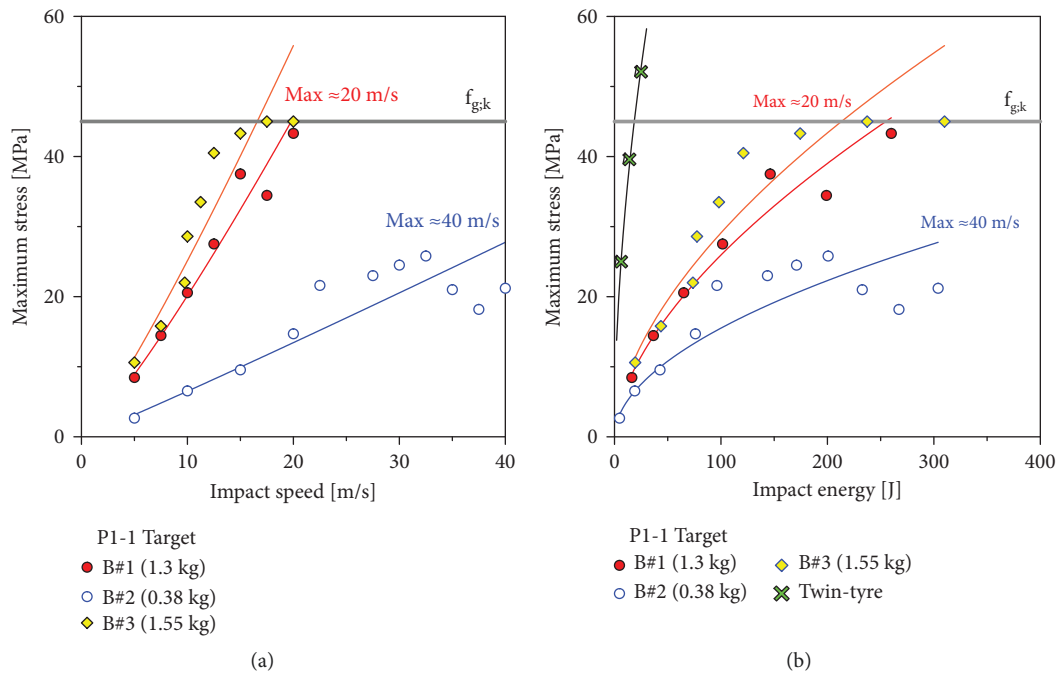 60
40
20
0
Maximum stress [MPa]
Max ≈20 m/s
f g;k
Max ≈40 m/s
0 10 20 30 40
Impact speed [m/s]
P1-1 Target
B#1 (1.3 kg)
B#2 (0.38 kg)
B#3 (1.55 kg)
(a)
60
40
20
0
Maximum stress [MPa]
f g;k
Max ≈20 m/s
Max ≈40 m/s
0 100 200 300 400
Impact energy [J]
P1-1 Target
B#1 (1.3 kg) B#3 (1.55 kg)
B#2 (0.38 kg) Twin-tyre
(b)